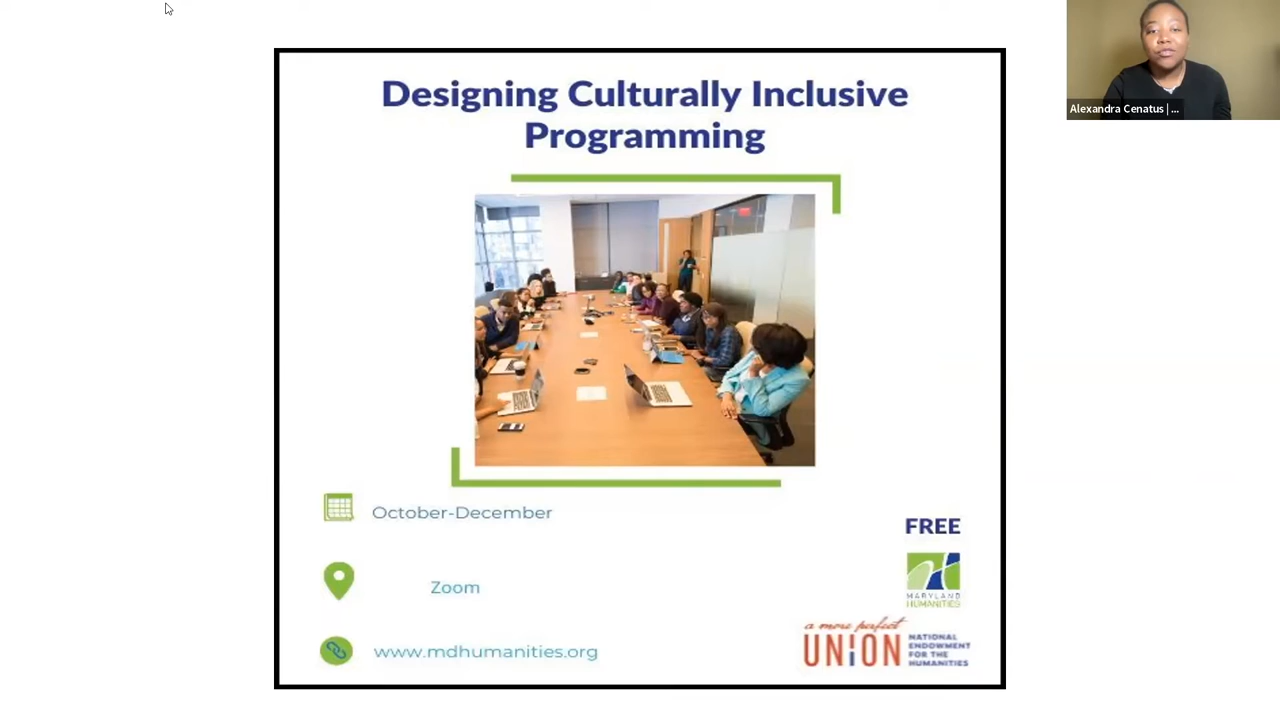 Designing Culturally Inclusive
Programming
October-December
Zoom
www.mdhumanities.org
FREE
MARYLAND
HUMANITIES
a more perfect
UNION
NATIONAL
ENDOWMENT
FOR THE
HUMANITIES
Alexandra Cenatus | ...